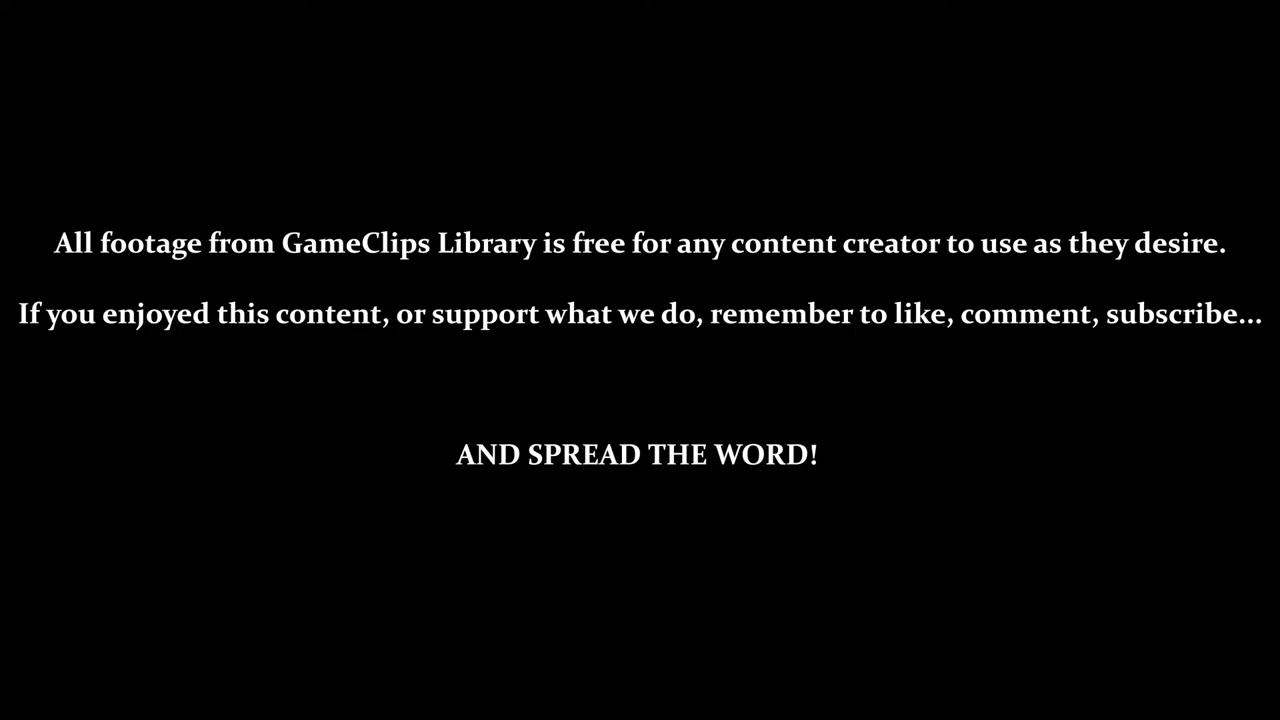 All footage from GameClips Library is free for any content creator to use as they desire.
If you enjoyed this content, or support what we do, remember to like, comment, subscribe...
AND SPREAD THE WORD!